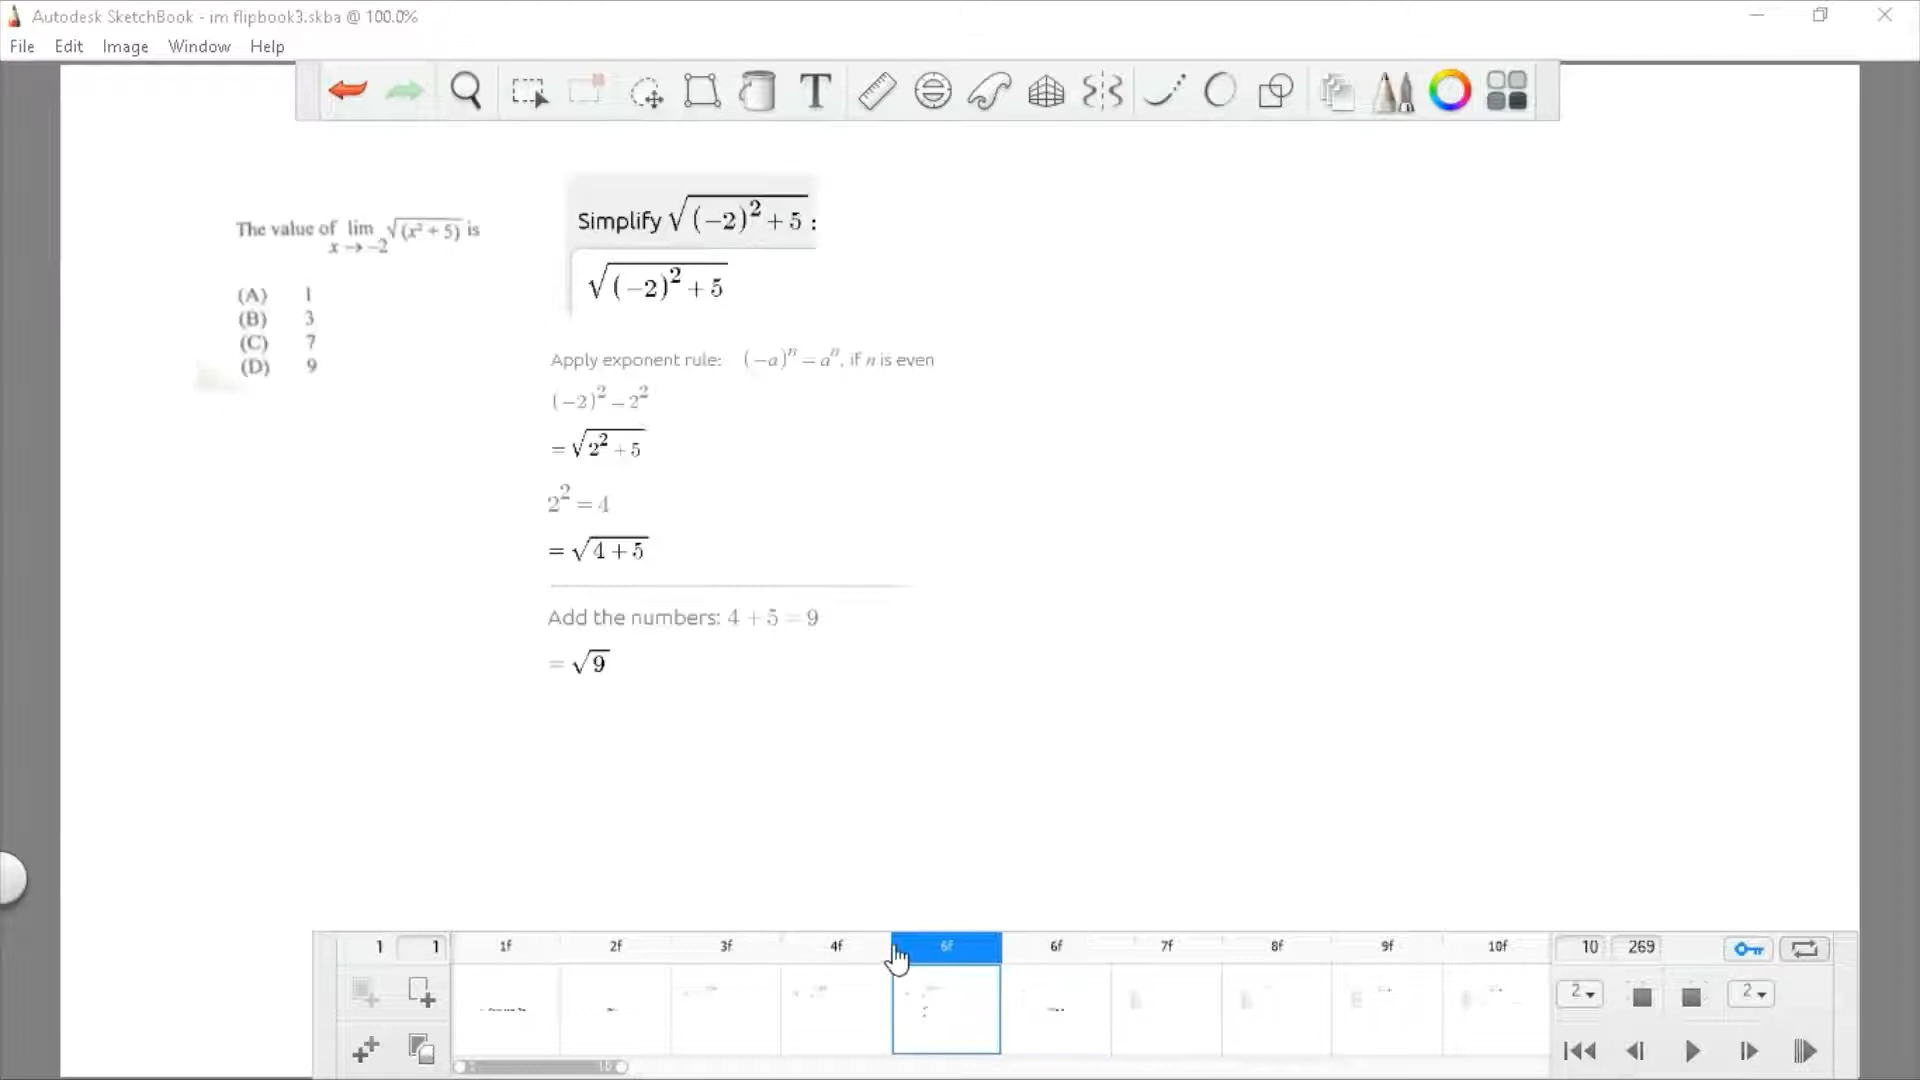 Autodesk SketchBook - im flipbook3.skba @ 100.0%
File Edit Image Window Help
T
The value of lim √(x² + 5) is
x → -2
(A) 1
(B) 3
(C) 7
(D) 9
Simplify √(-2)² + 5 :
√(-2)² + 5
Apply exponent rule: (-a)ⁿ = aⁿ, if n is even
(-2)² = 2²
= √2² + 5
2² = 4
= √4 + 5
Add the numbers: 4 + 5 = 9
= √9
1 1 1f 2f 3f 4f 6f 6f 7f 8f 9f 10f 10 269
2 2